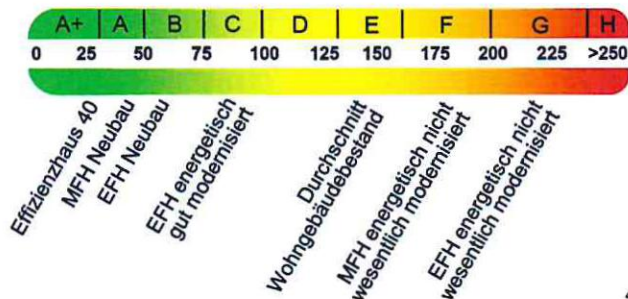 A+ A B C D E F G H
0 25 50 75 100 125 150 175 200 225 >250
Effizienzhaus 40
MFH Neubau
EFH Neubau
EFH energetisch
gut modernisiert
Durchschnitt
Wohngebäudebestand
MFH energetisch nicht
wesentlich modernisiert
EFH energetisch nicht
wesentlich modernisiert